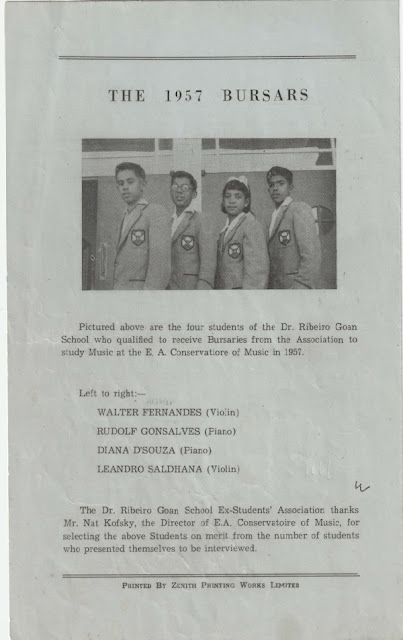 THE 1957 BURSARS
Pictured above are the four students of the Dr. Ribeiro Goan
School who qualified to receive Bursaries from the Association to
study Music at the E. A. Conservatiore of Music in 1957.
Left to right:—
WALTER FERNANDES (Violin)
RUDOLF GONSALVES (Piano)
DIANA D'SOUZA (Piano)
LEANDRO SALDHANA (Violin)
The Dr. Ribeiro Goan School Ex-Students' Association thanks
Mr. Nat Kofsky, the Director of E.A. Conservatoire of Music, for
selecting the above Students on merit from the number of students
who presented themselves to be interviewed.
PRINTED BY ZENITH PRINTING WORKS LIMITED